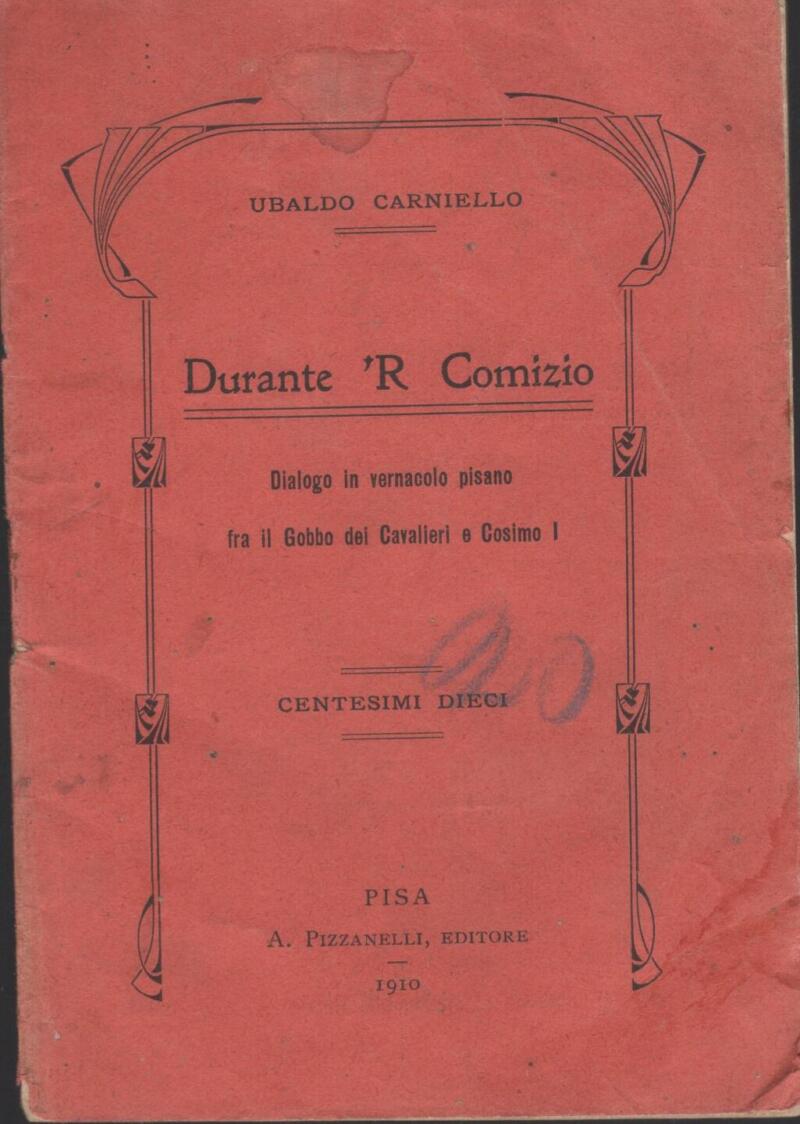 UBALDO CARNIELLO
Durante 'R Comizio
Dialogo in vernacolo pisano
fra il Gobbo dei Cavalieri e Cosimo I
CENTESIMI DIECI
PISA
A. PIZZANELLI, EDITORE
1910